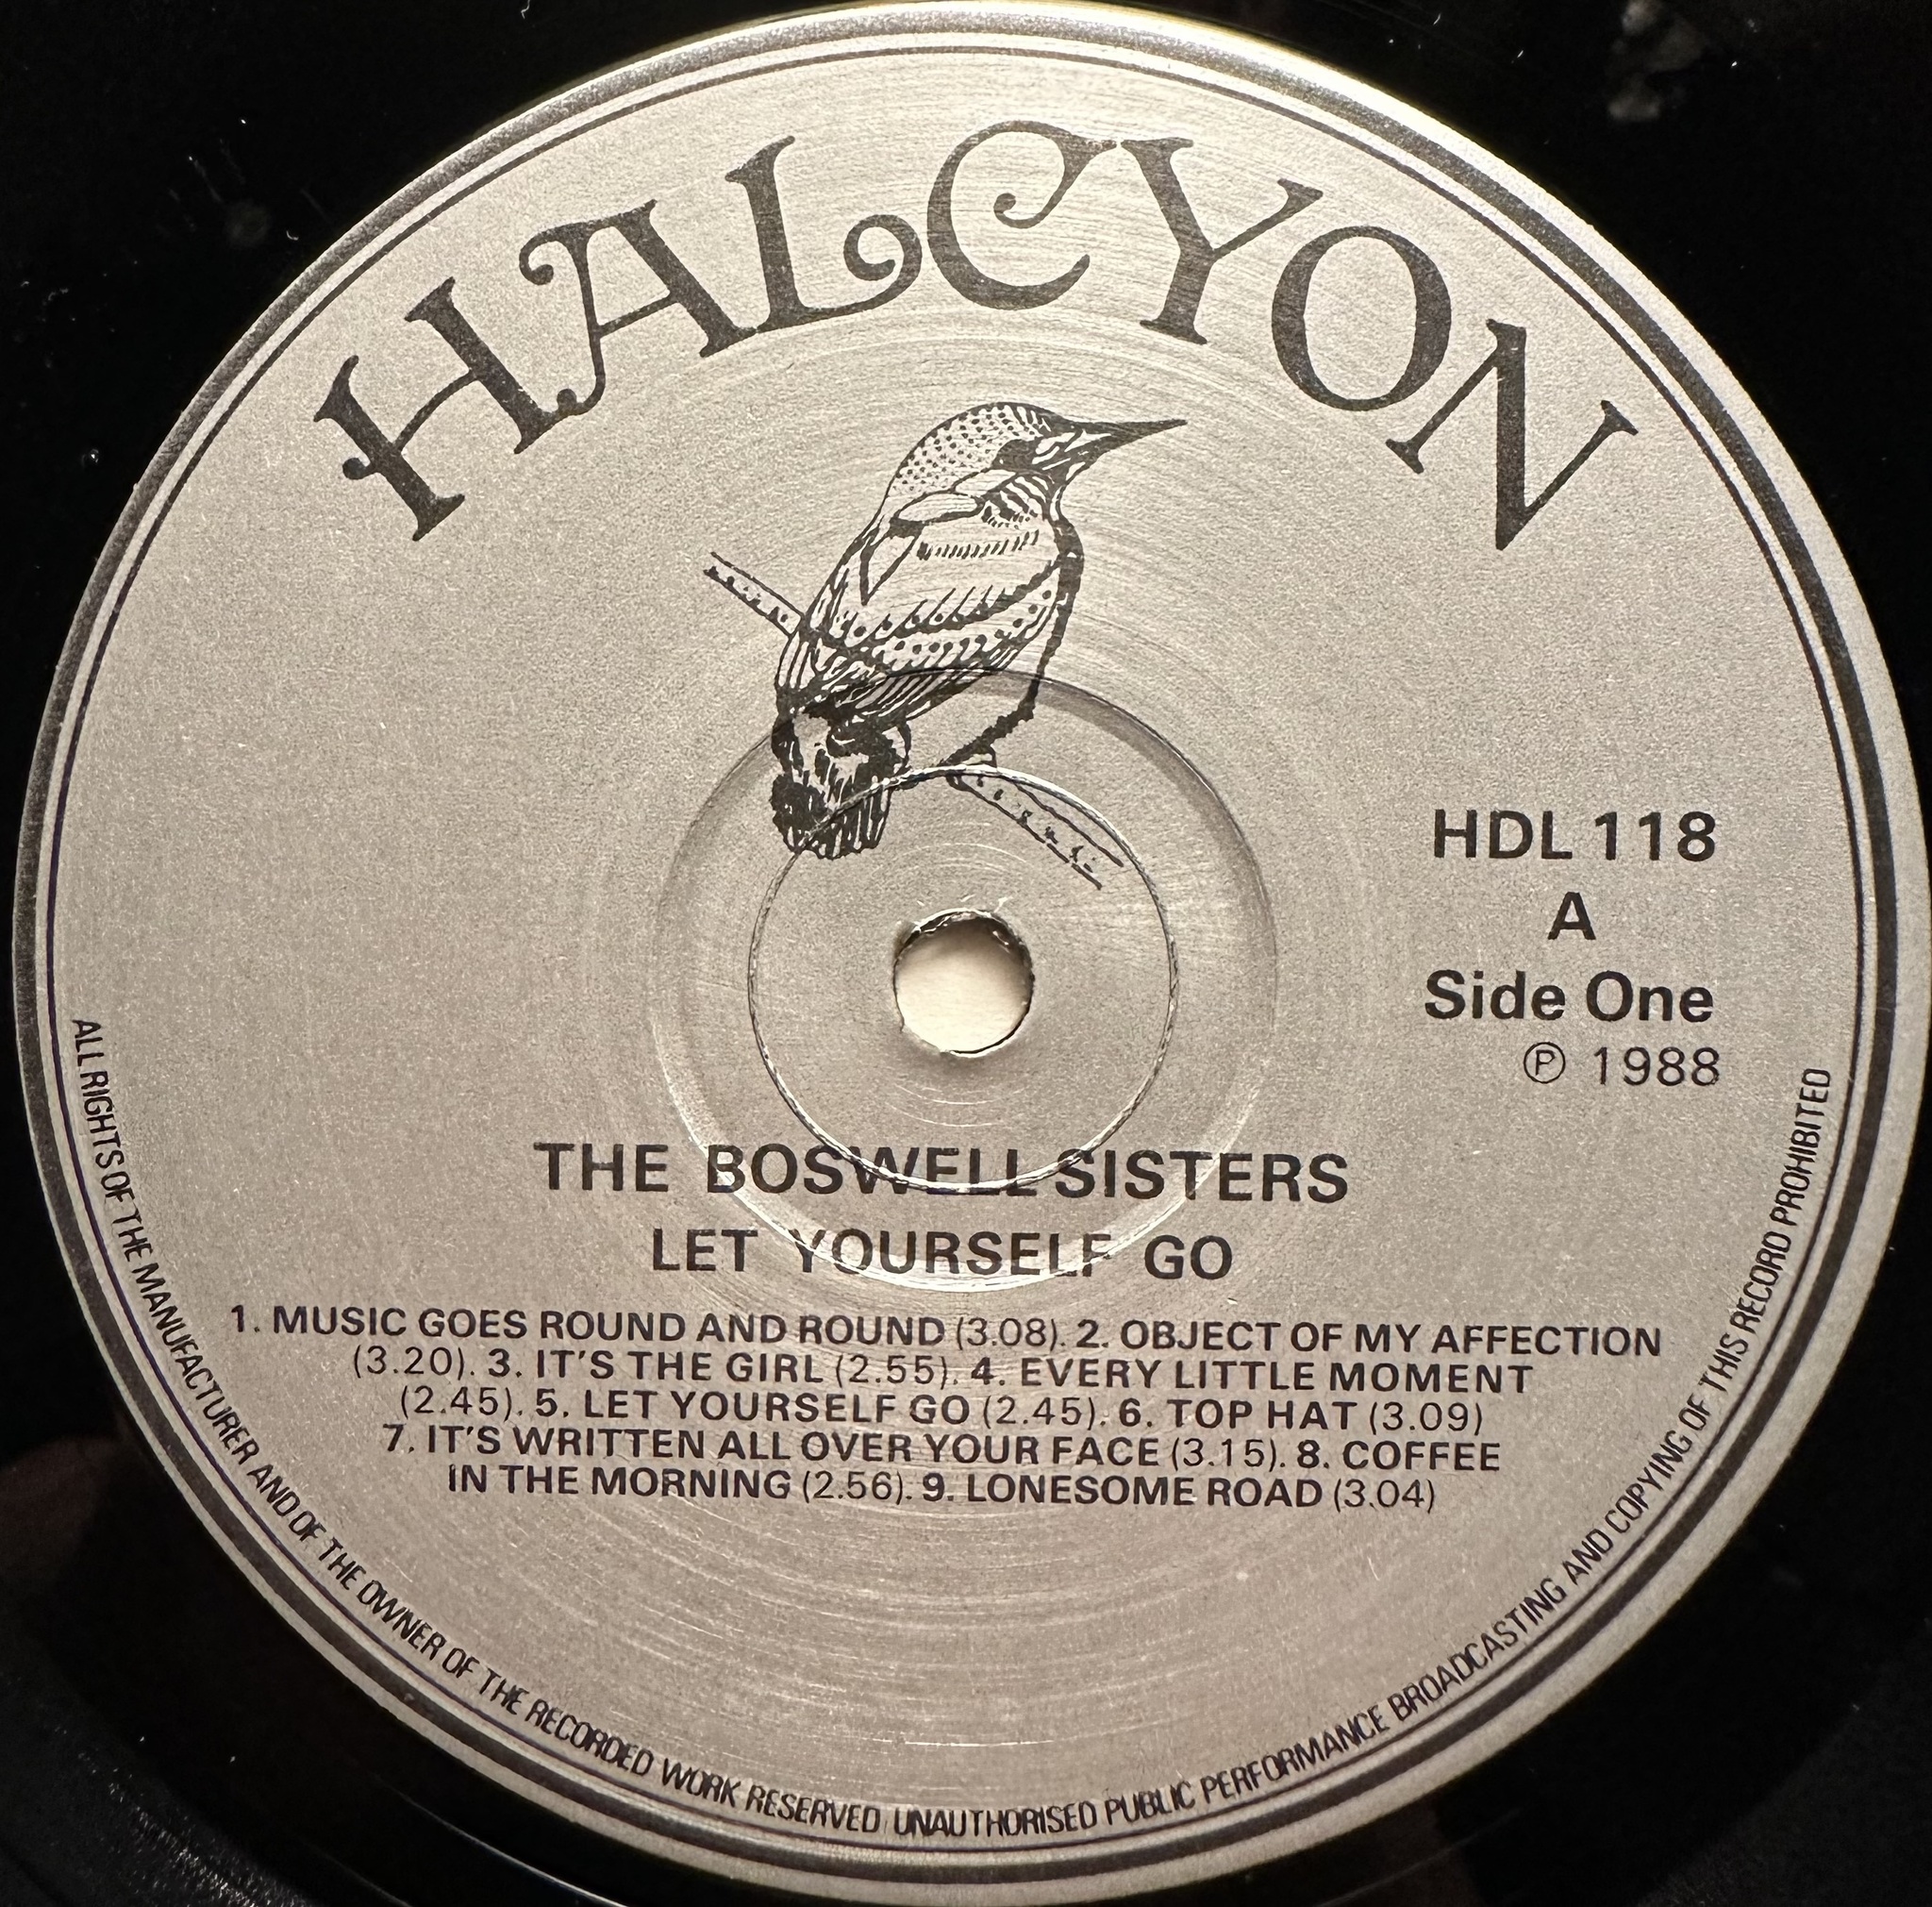 HALCYON
HDL 118
A
Side One
Ⓟ 1988
THE BOSWELL SISTERS
LET YOURSELF GO
1. MUSIC GOES ROUND AND ROUND (3.08). 2. OBJECT OF MY AFFECTION
(3.20). 3. IT'S THE GIRL (2.55). 4. EVERY LITTLE MOMENT
(2.45). 5. LET YOURSELF GO (2.45). 6. TOP HAT (3.09)
7. IT'S WRITTEN ALL OVER YOUR FACE (3.15). 8. COFFEE
IN THE MORNING (2.56). 9. LONESOME ROAD (3.04)
ALL RIGHTS OF THE MANUFACTURER AND OF THE OWNER OF THE RECORDED WORK RESERVED UNAUTHORISED PUBLIC PERFORMANCE BROADCASTING AND COPYING OF THIS RECORD PROHIBITED